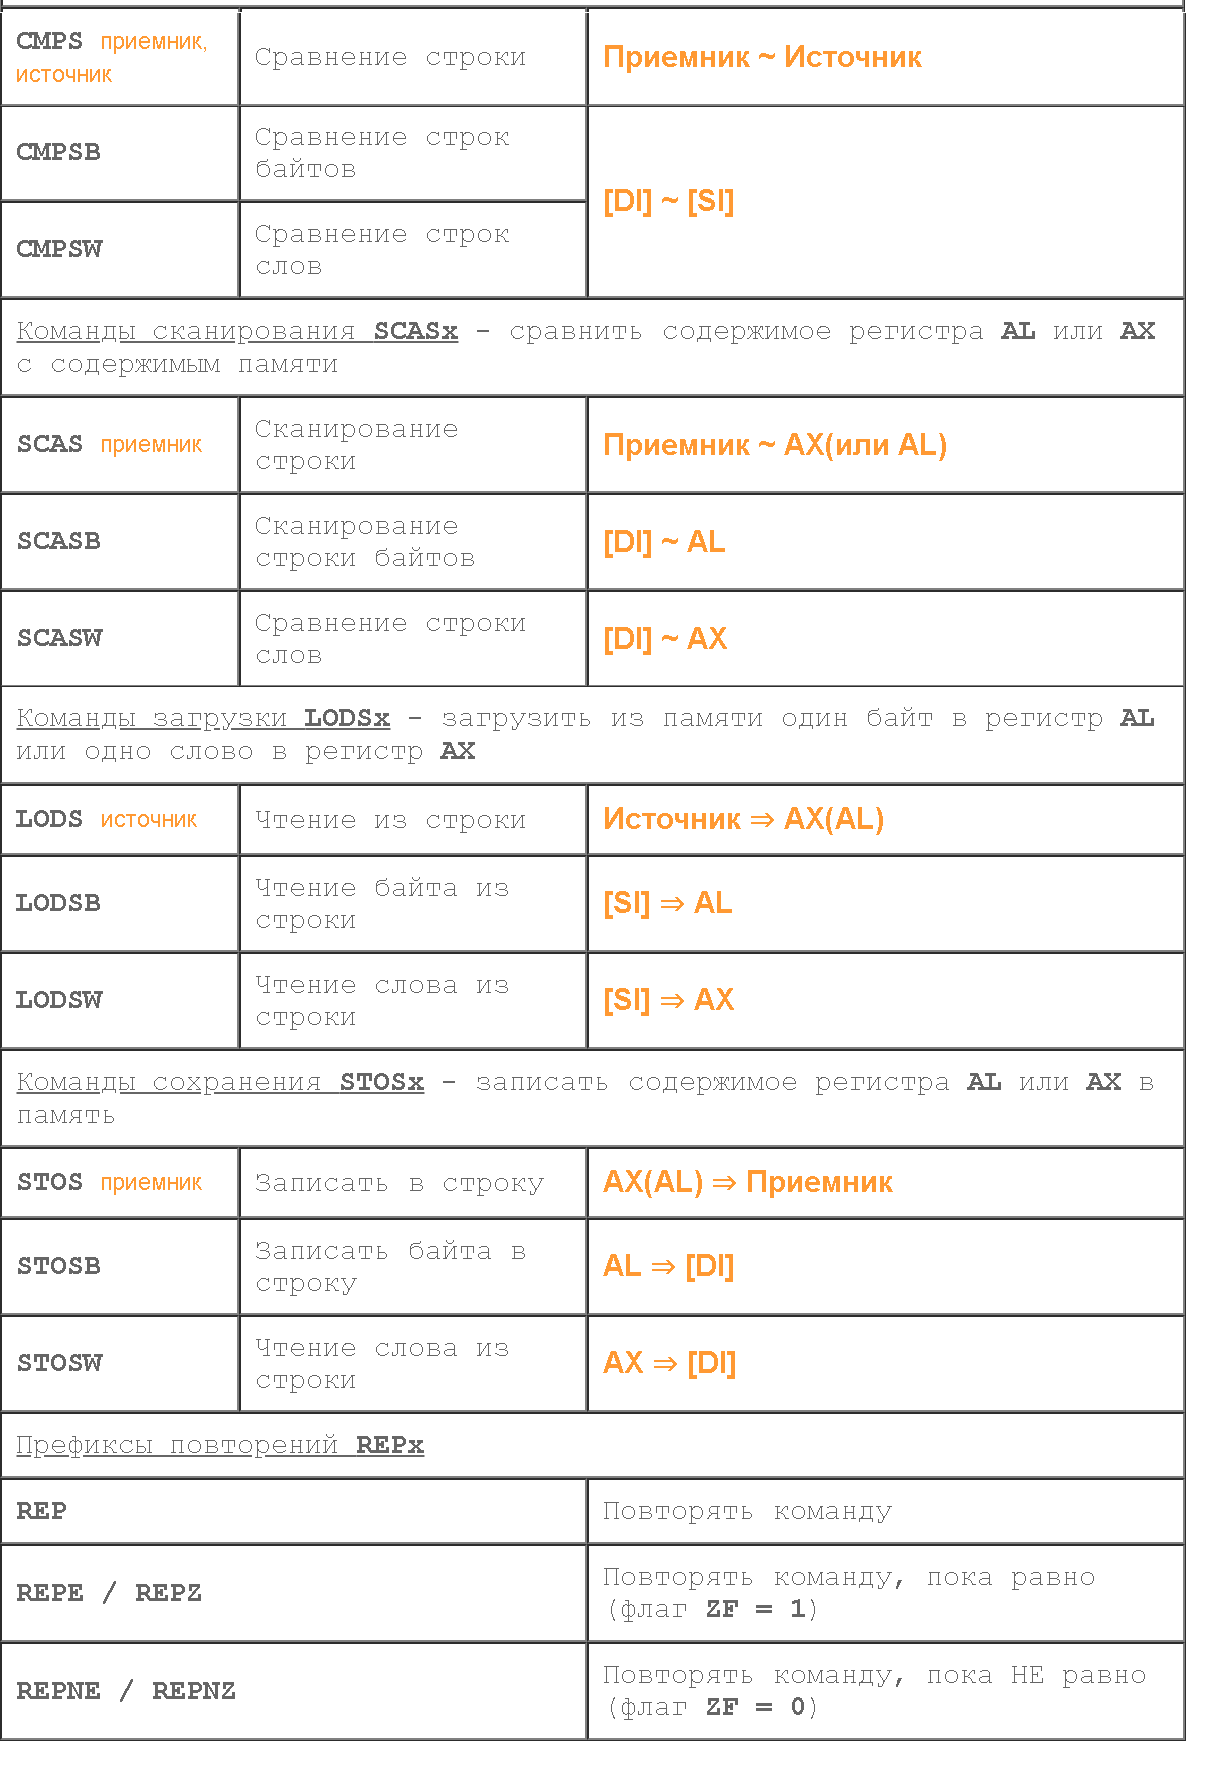 CMPS приемник,
источник
Сравнение строки
Приемник ~ Источник
CMPSB
Сравнение строк
байтов
[DI] ~ [SI]
CMPSW
Сравнение строк
слов
Команды сканирования SCASx - сравнить содержимое регистра AL или AX
с содержимым памяти
SCAS приемник
Сканирование
строки
Приемник ~ AX(или AL)
SCASB
Сканирование
строки байтов
[DI] ~ AL
SCASW
Сравнение строки
слов
[DI] ~ AX
Команды загрузки LODSx - загрузить из памяти один байт в регистр AL
или одно слово в регистр AX
LODS источник
Чтение из строки
Источник ⇒ AX(AL)
LODSB
Чтение байта из
строки
[SI] ⇒ AL
LODSW
Чтение слова из
строки
[SI] ⇒ AX
Команды сохранения STOSx - записать содержимое регистра AL или AX в
память
STOS приемник
Записать в строку
AX(AL) ⇒ Приемник
STOSB
Записать байта в
строку
AL ⇒ [DI]
STOSW
Чтение слова из
строки
AX ⇒ [DI]
Префиксы повторений REPx
REP
Повторять команду
REPE / REPZ
Повторять команду, пока равно
(флаг ZF = 1)
REPNE / REPNZ
Повторять команду, пока НЕ равно
(флаг ZF = 0)